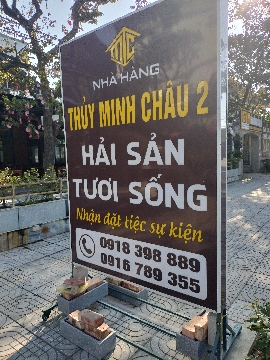 MC
NHÀ HÀNG
THỦY MINH CHÂU 2
HẢI SẢN
TƯƠI SỐNG
Nhận đặt tiệc sự kiện
0918 398 889
0916 789 355